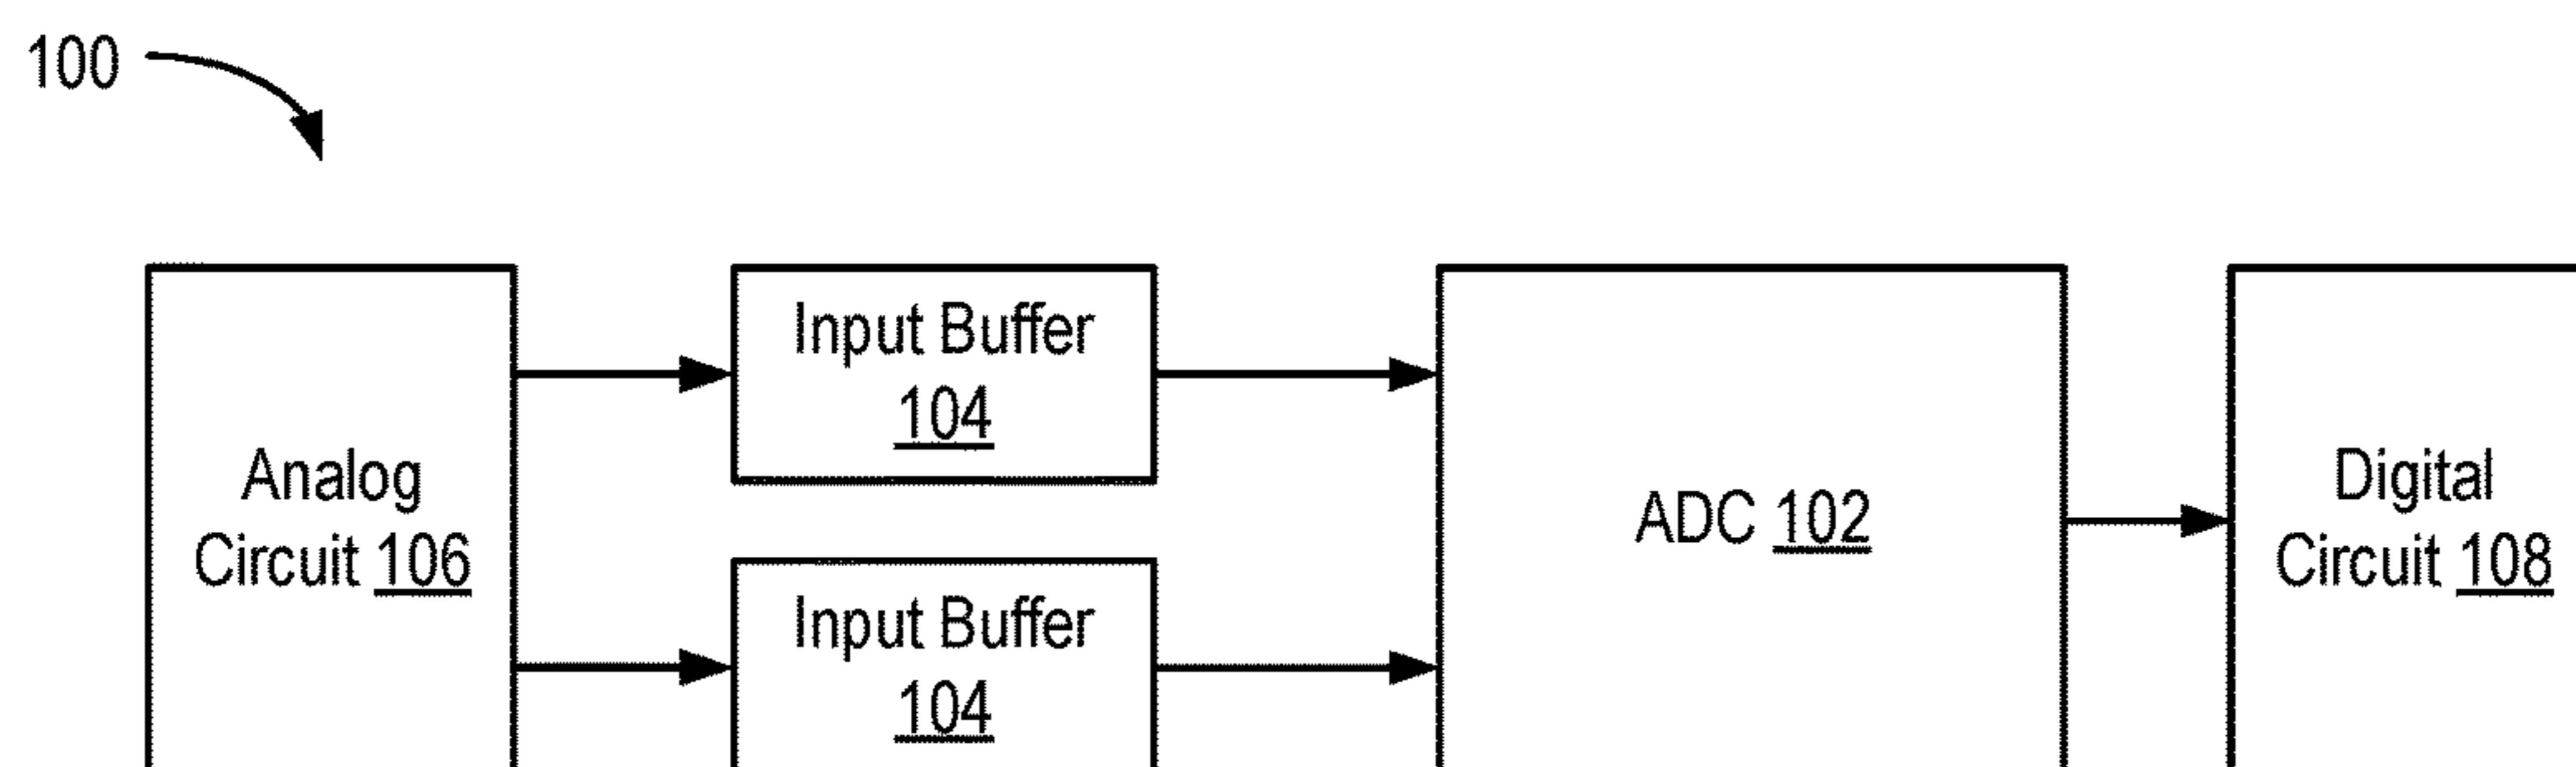 100
Analog
Circuit 106
Input Buffer
104
Input Buffer
104
ADC 102
Digital
Circuit 108